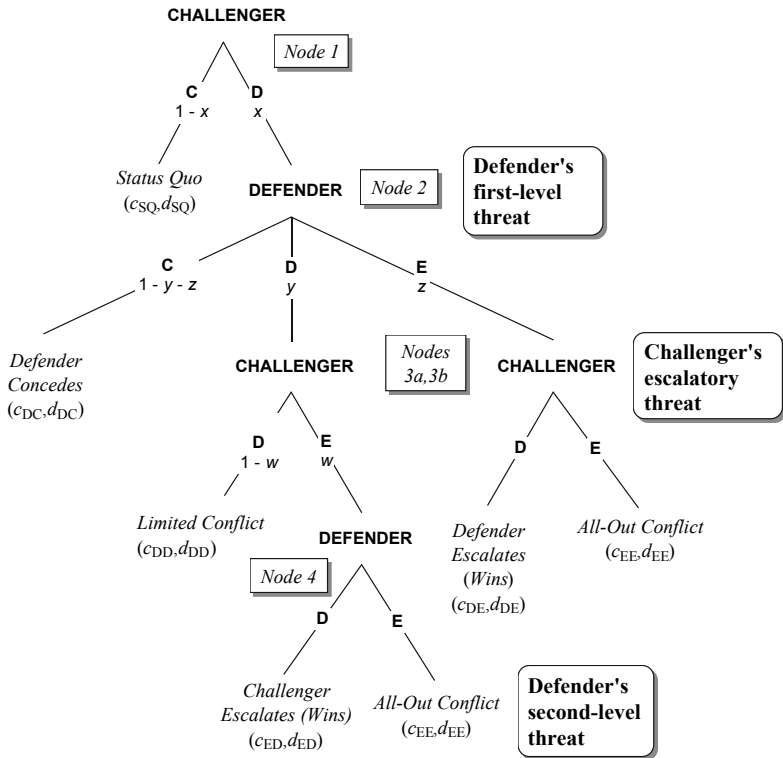 CHALLENGER
Node 1
C
1 - x
D
x
Status Quo
(cSQ,dSQ)
DEFENDER
Node 2
Defender's
first-level
threat
C
1 - y - z
D
y
E
z
Defender
Concedes
(cDC,dDC)
CHALLENGER
Nodes
3a,3b
CHALLENGER
Challenger's
escalatory
threat
D
1 - w
E
w
D
E
Limited Conflict
(cDD,dDD)
DEFENDER
Node 4
Defender
Escalates
(Wins)
(cDE,dDE)
All-Out Conflict
(cEE,dEE)
D
E
Challenger
Escalates (Wins)
(cED,dED)
All-Out Conflict
(cEE,dEE)
Defender's
second-level
threat